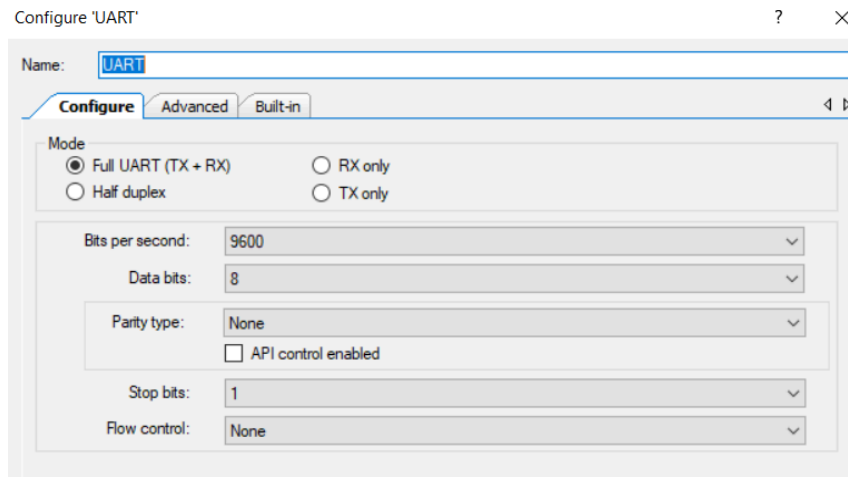 Configure 'UART' ?
Name: UART
Configure Advanced Built-in
Mode
Full UART (TX + RX) RX only
Half duplex TX only
Bits per second: 9600
Data bits: 8
Parity type: None
API control enabled
Stop bits: 1
Flow control: None